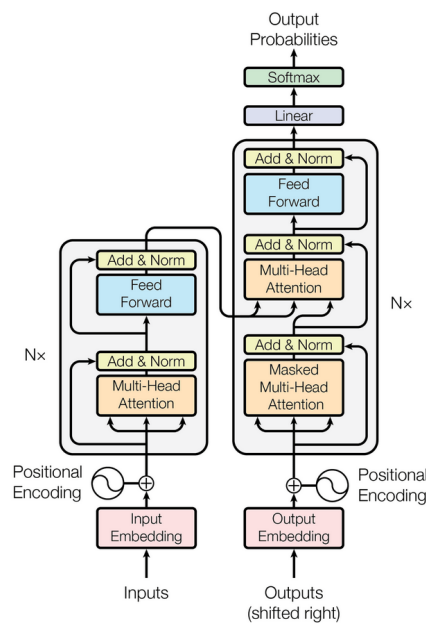 Output
Probabilities
Softmax
Linear
Add & Norm
Feed
Forward
Add & Norm
Multi-Head
Attention
Add & Norm
Masked
Multi-Head
Attention
N×
Add & Norm
Feed
Forward
Add & Norm
Multi-Head
Attention
N×
Positional
Encoding
Positional
Encoding
Input
Embedding
Output
Embedding
Inputs
Outputs
(shifted right)